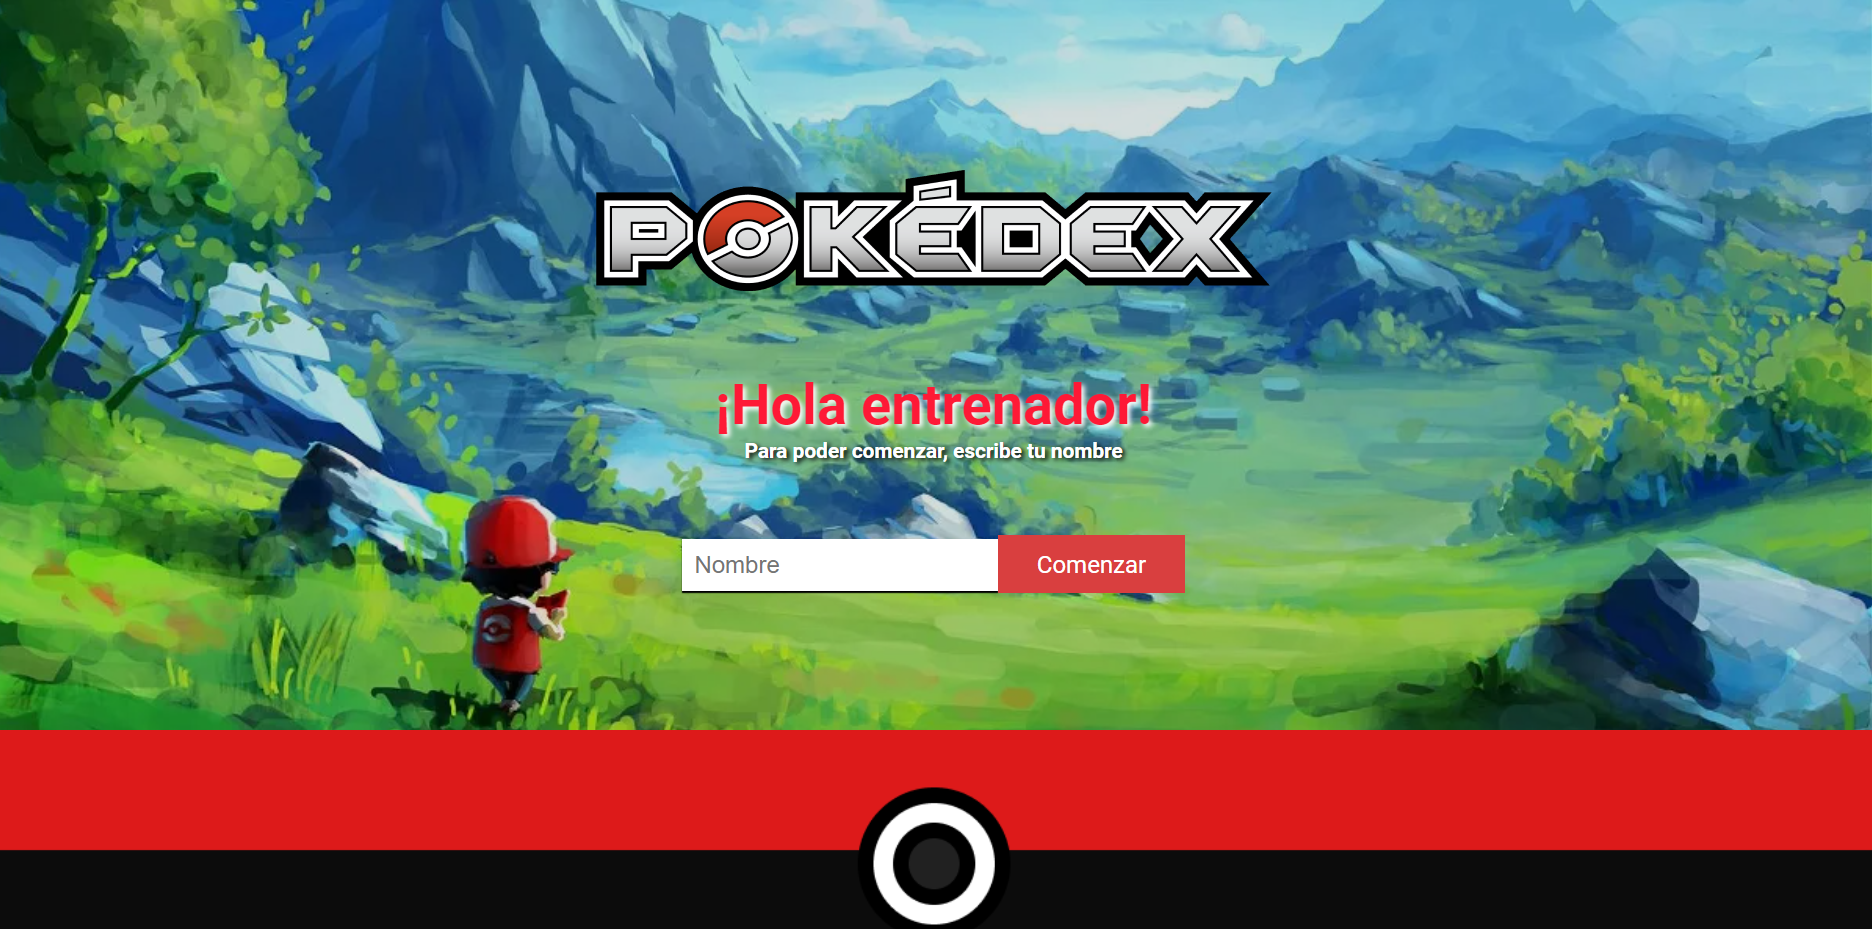 POKÉDEX
¡Hola entrenador!
Para poder comenzar, escribe tu nombre
Nombre
Comenzar